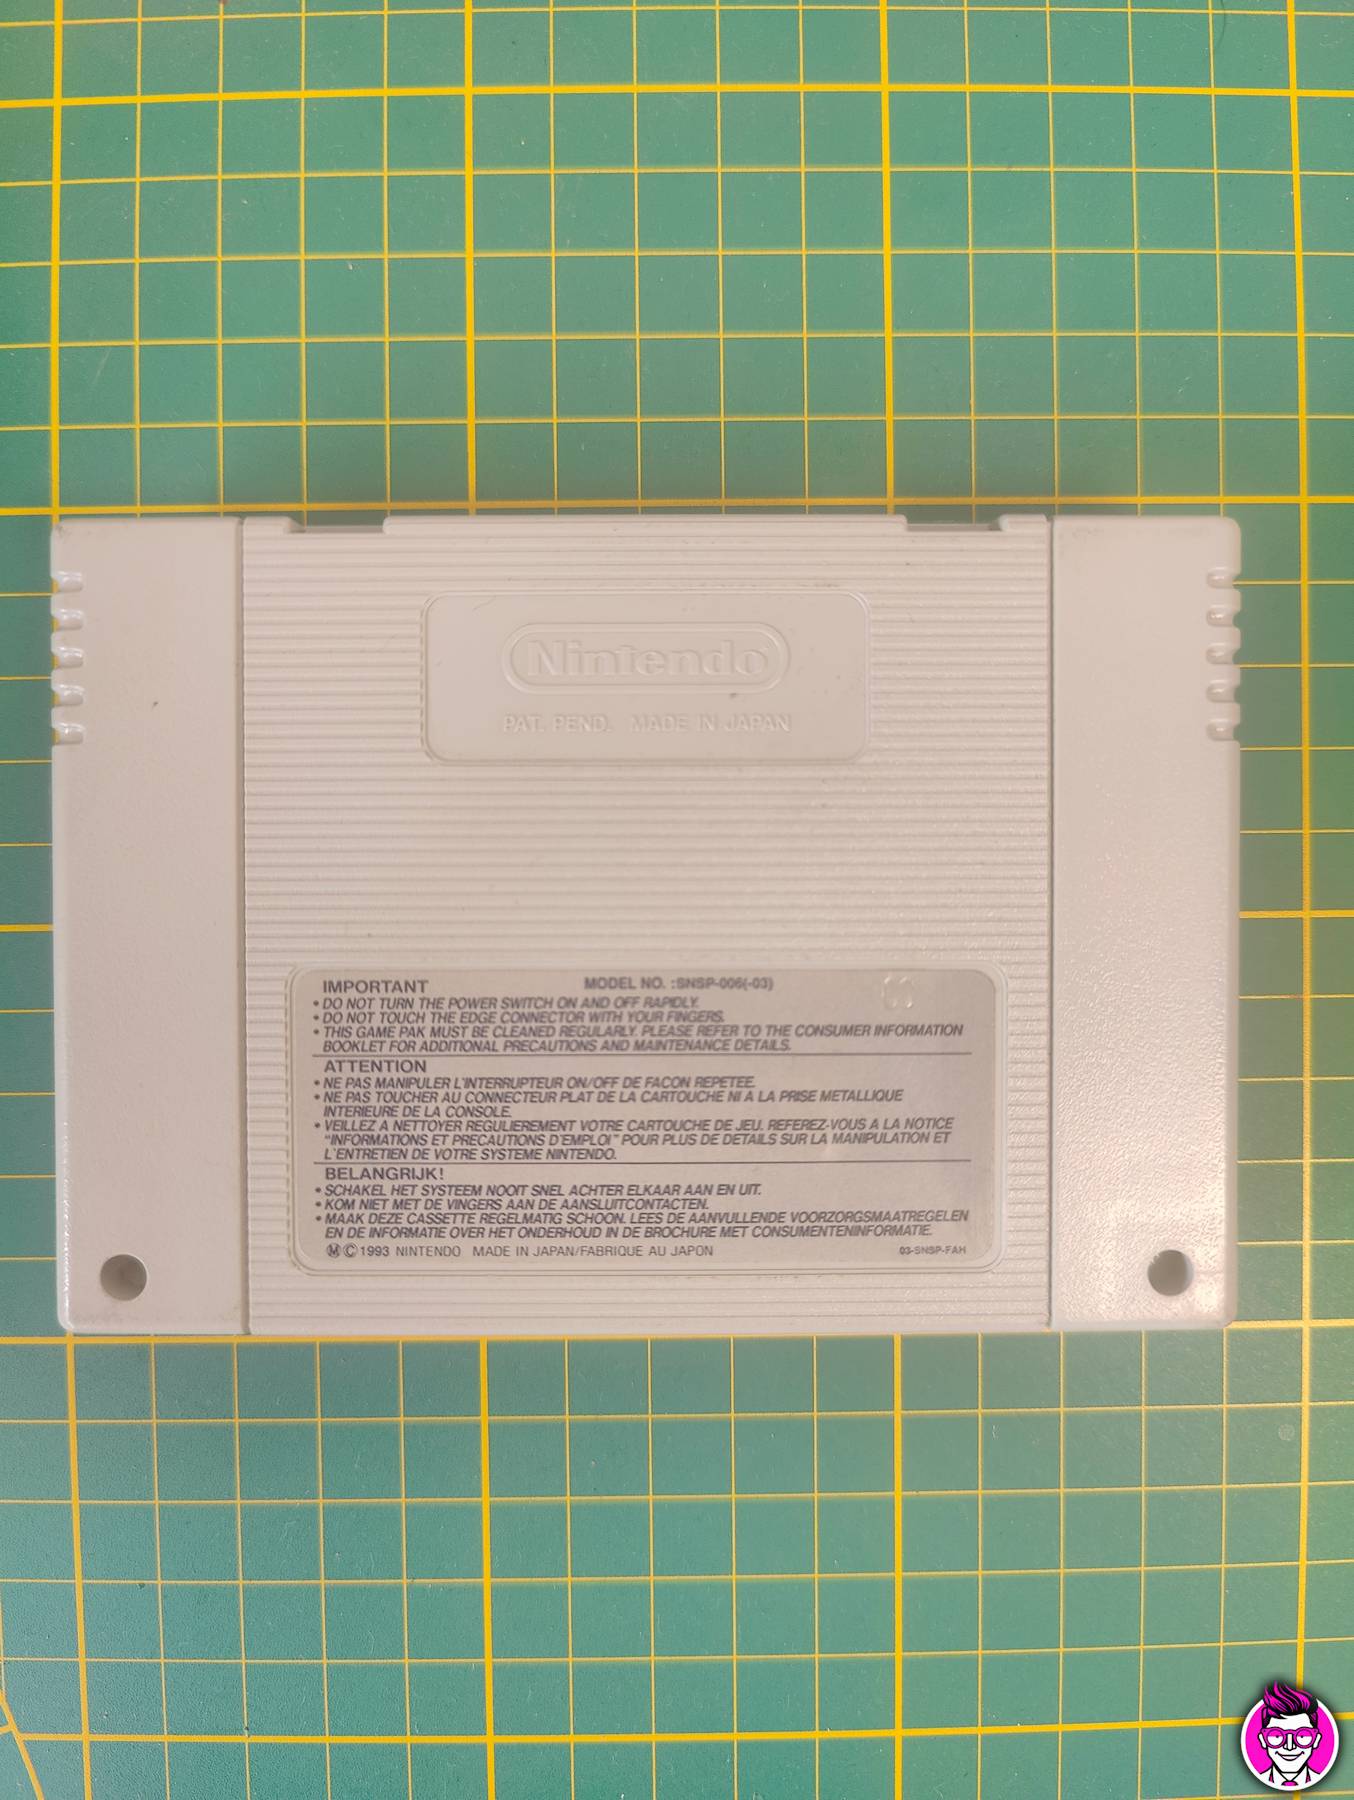 Nintendo
PAT. PEND. MADE IN JAPAN
IMPORTANT MODEL NO. :SNSP-006(-03)
• DO NOT TURN THE POWER SWITCH ON AND OFF RAPIDLY.
• DO NOT TOUCH THE EDGE CONNECTOR WITH YOUR FINGERS.
• THIS GAME PAK MUST BE CLEANED REGULARLY. PLEASE REFER TO THE CONSUMER INFORMATION
BOOKLET FOR ADDITIONAL PRECAUTIONS AND MAINTENANCE DETAILS.
ATTENTION
• NE PAS MANIPULER L'INTERRUPTEUR ON/OFF DE FACON REPETEE.
• NE PAS TOUCHER AU CONNECTEUR PLAT DE LA CARTOUCHE NI A LA PRISE METALLIQUE
INTERIEURE DE LA CONSOLE.
• VEILLEZ A NETTOYER REGULIEREMENT VOTRE CARTOUCHE DE JEU. REFEREZ-VOUS A LA NOTICE
"INFORMATIONS ET PRECAUTIONS D'EMPLOI" POUR PLUS DE DETAILS SUR LA MANIPULATION ET
L'ENTRETIEN DE VOTRE SYSTEME NINTENDO.
BELANGRIJK!
• SCHAKEL HET SYSTEEM NOOIT SNEL ACHTER ELKAAR AAN EN UIT.
• KOM NIET MET DE VINGERS AAN DE AANSLUITCONTACTEN.
• MAAK DEZE CASSETTE REGELMATIG SCHOON. LEES DE AANVULLENDE VOORZORGSMAATREGELEN
EN DE INFORMATIE OVER HET ONDERHOUD IN DE BROCHURE MET CONSUMENTENINFORMATIE.
Ⓜ©1993 NINTENDO MADE IN JAPAN/FABRIQUE AU JAPON 03-SNSP-FAH